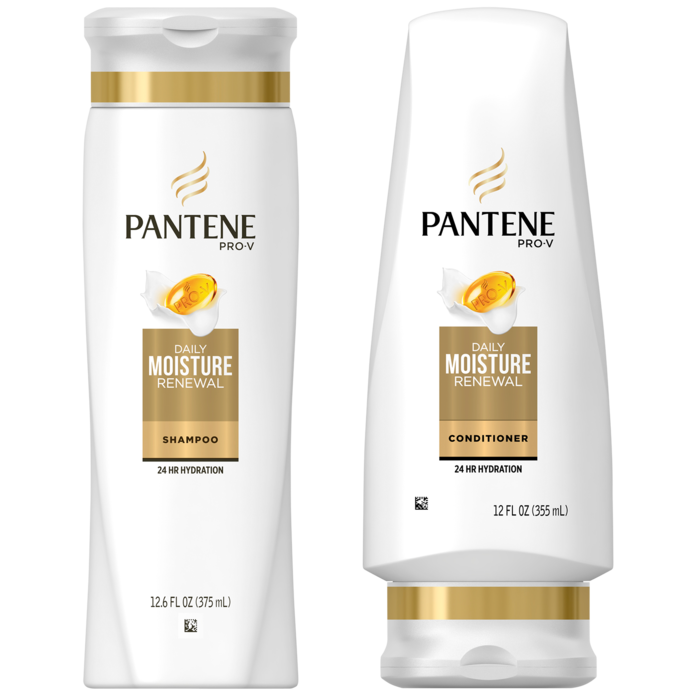 PANTENE
PRO-V
PRO-V
DAILY
MOISTURE
RENEWAL
SHAMPOO
24 HR HYDRATION
12.6 FL OZ (375 mL)
PANTENE
PRO-V
PRO-V
DAILY
MOISTURE
RENEWAL
CONDITIONER
24 HR HYDRATION
12 FL OZ (355 mL)